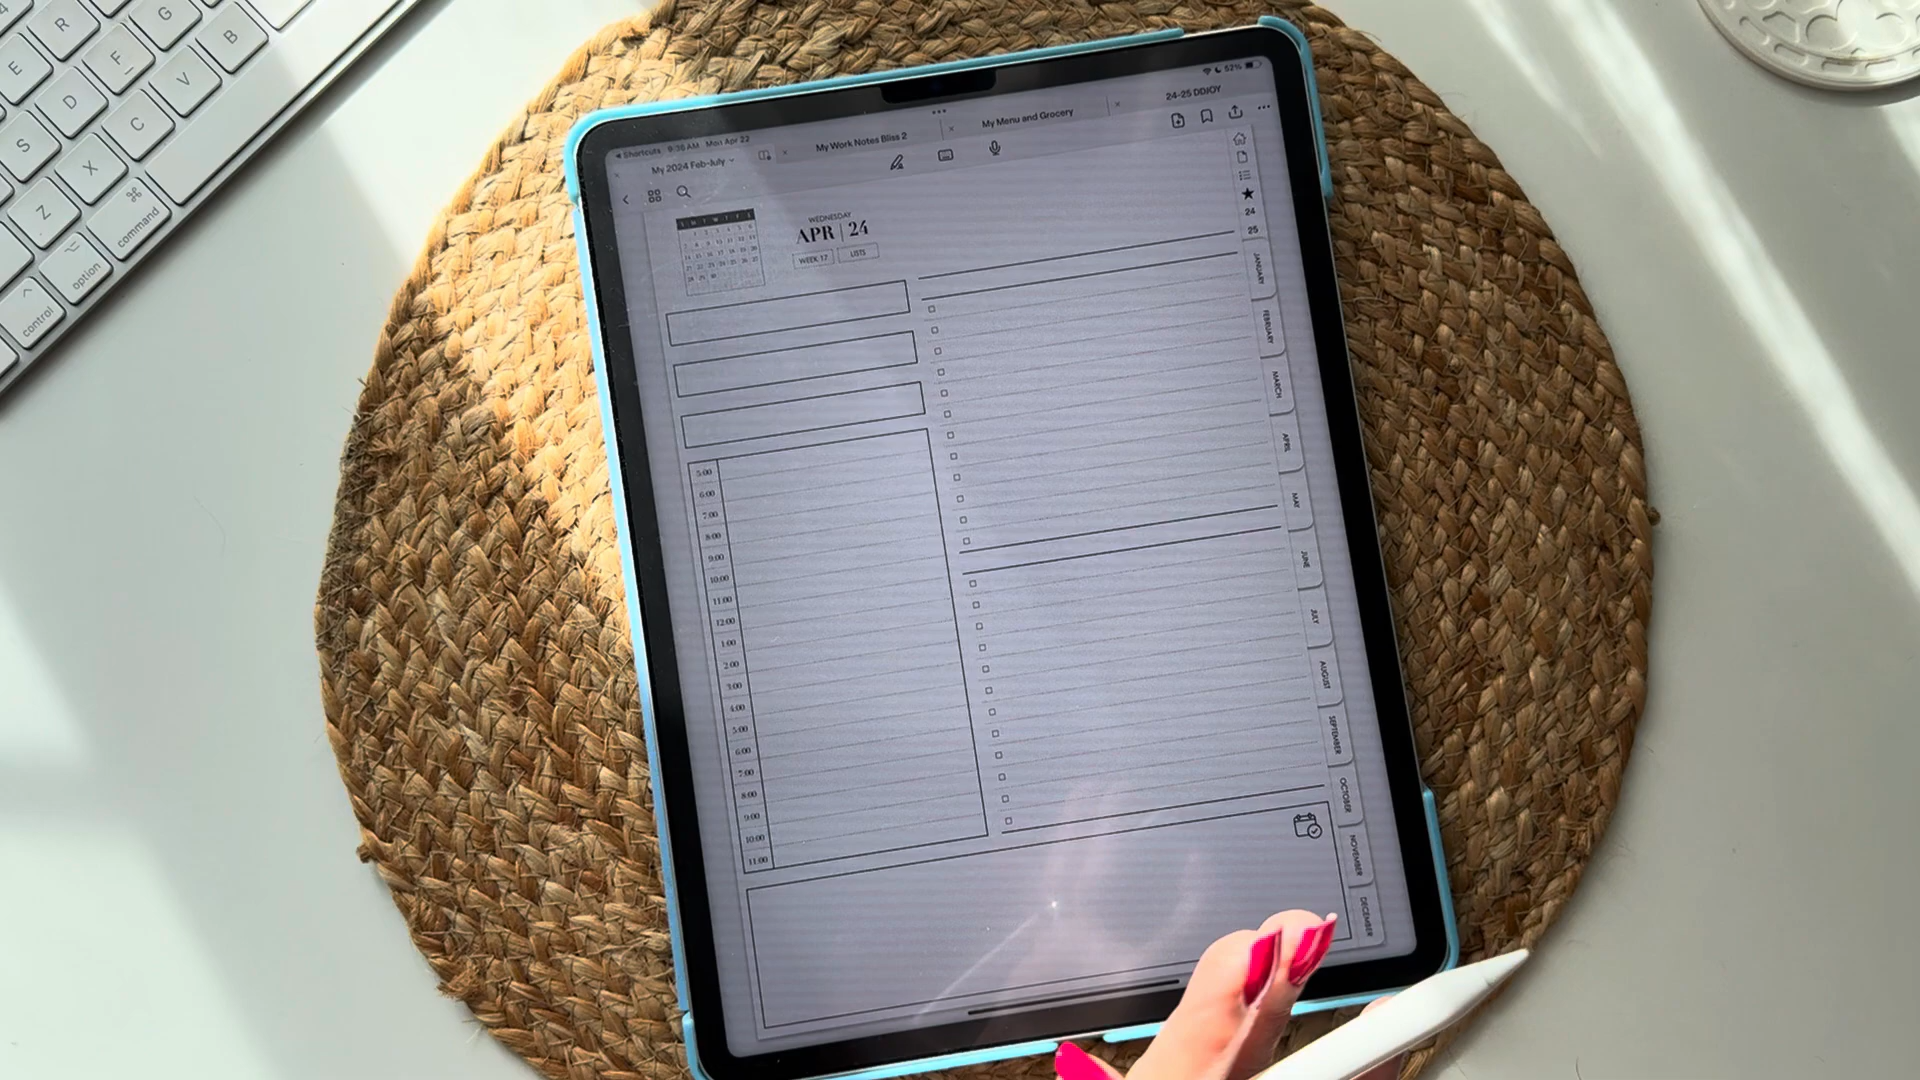 E R
S D F G
Z X C V B
control option command
⌘
⌥
^
Shortcuts 9:36 AM Mon Apr 22
52%
My 2024 Feb-July
My Work Notes Bliss 2
My Menu and Grocery
24-25 DDJOY
S M T W T F S
WEDNESDAY
APR | 24
WEEK 17
LISTS
24
25
JANUARY
FEBRUARY
MARCH
APRIL
MAY
JUNE
JULY
AUGUST
SEPTEMBER
OCTOBER
NOVEMBER
DECEMBER
5:00
6:00
7:00
8:00
9:00
10:00
11:00
12:00
1:00
2:00
3:00
4:00
5:00
6:00
7:00
8:00
9:00
10:00
11:00